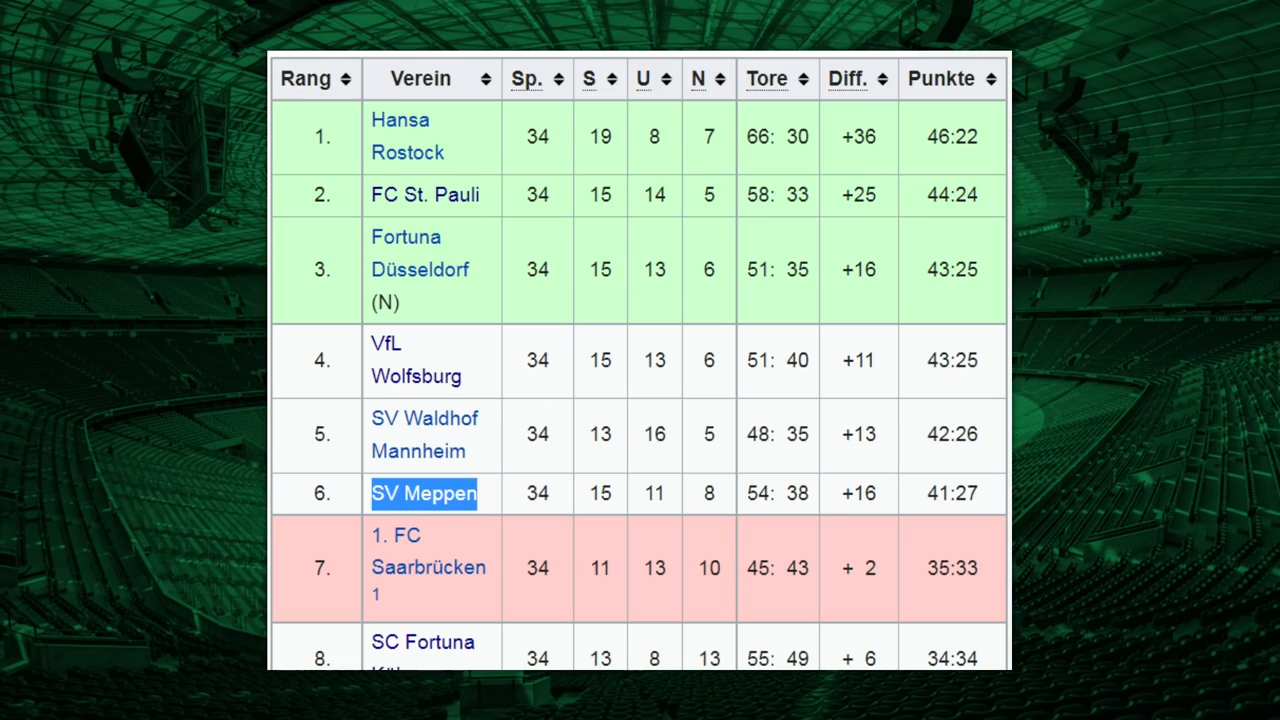 Rang Verein Sp. S U N Tore Diff. Punkte
1. Hansa Rostock 34 19 8 7 66: 30 +36 46:22
2. FC St. Pauli 34 15 14 5 58: 33 +25 44:24
3. Fortuna Düsseldorf (N) 34 15 13 6 51: 35 +16 43:25
4. VfL Wolfsburg 34 15 13 6 51: 40 +11 43:25
5. SV Waldhof Mannheim 34 13 16 5 48: 35 +13 42:26
6. SV Meppen 34 15 11 8 54: 38 +16 41:27
7. 1. FC Saarbrücken 1 34 11 13 10 45: 43 + 2 35:33
8. SC Fortuna 34 13 8 13 55: 49 + 6 34:34